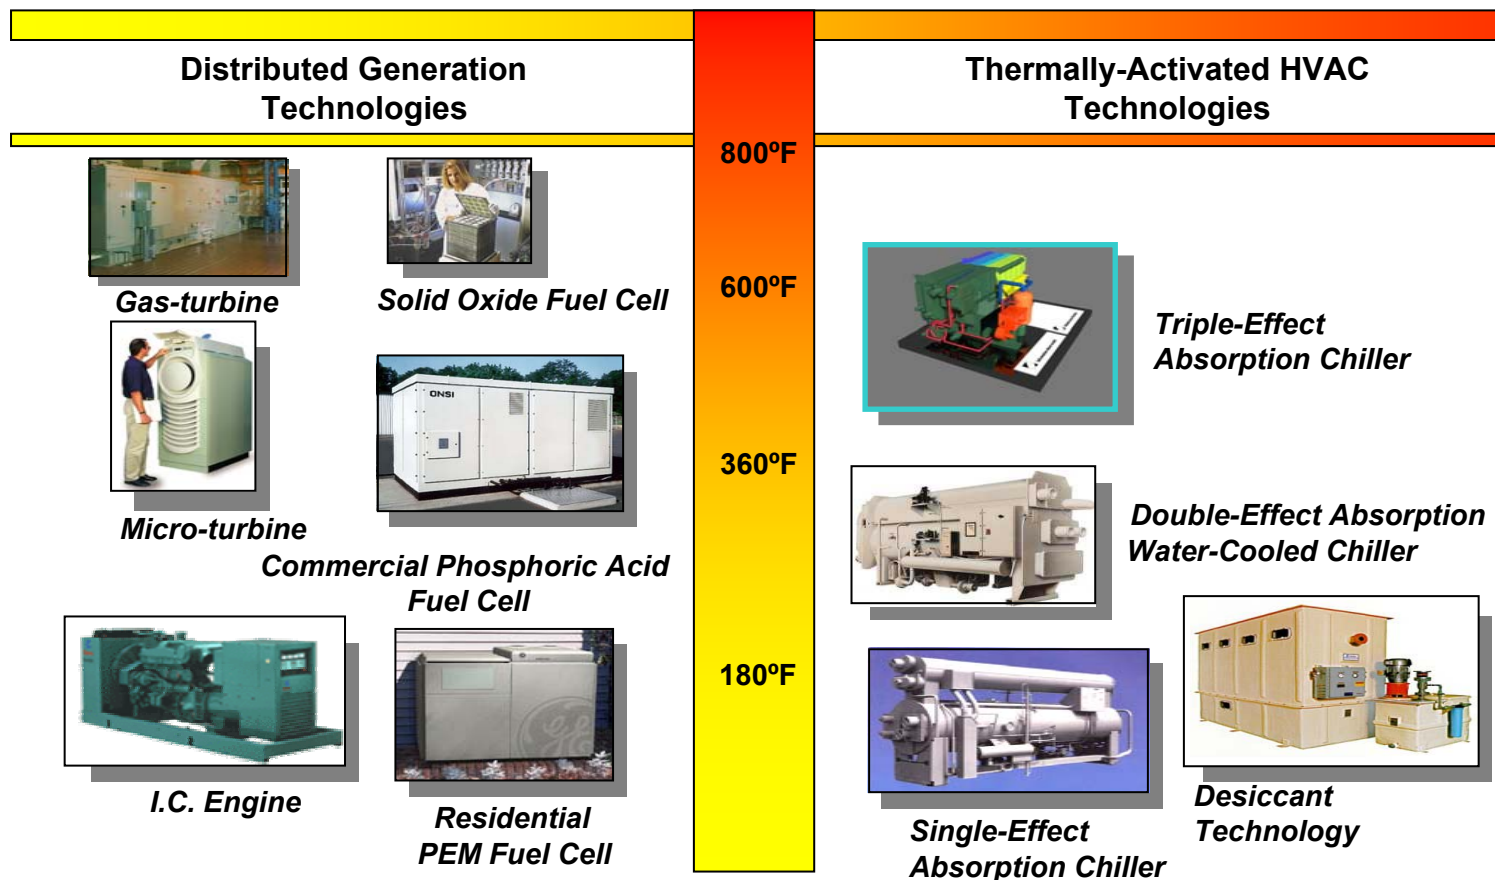 Distributed Generation
Technologies
Thermally-Activated HVAC
Technologies
800ºF
600ºF
360ºF
180ºF
Gas-turbine
Solid Oxide Fuel Cell
Micro-turbine
ONSI
Commercial Phosphoric Acid
Fuel Cell
I.C. Engine
GE
Residential
PEM Fuel Cell
Triple-Effect
Absorption Chiller
Double-Effect Absorption
Water-Cooled Chiller
Single-Effect
Absorption Chiller
Desiccant
Technology